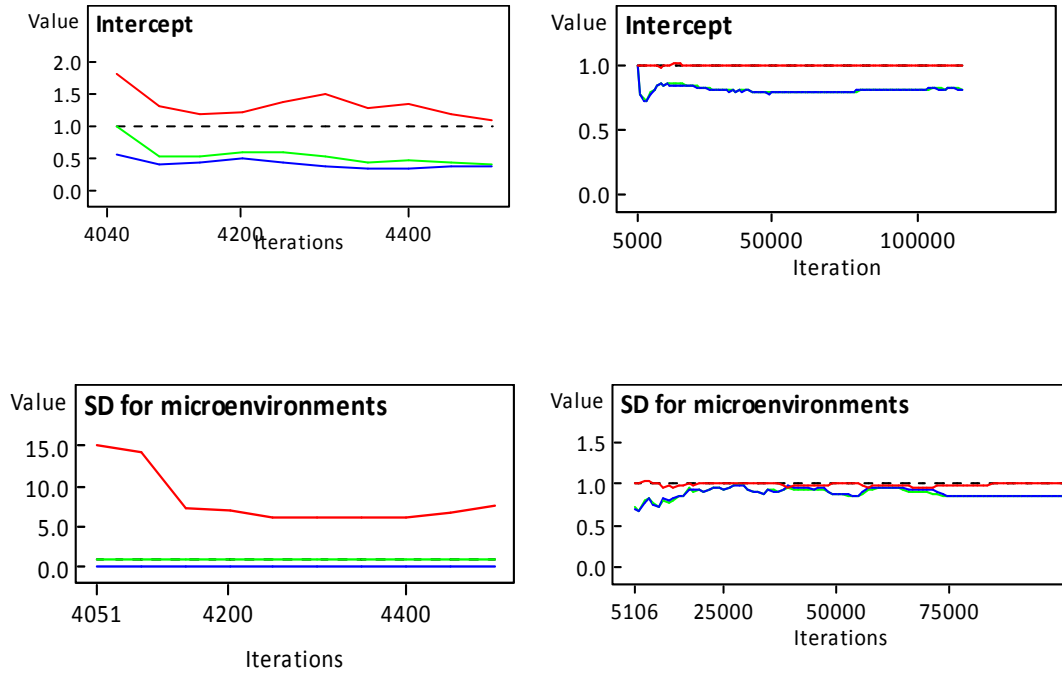 Value
Intercept
2.0
1.5
1.0
0.5
0.0
4040
4200
4400
Iterations
Value
Intercept
1.0
0.5
0.0
5000
50000
100000
Iteration
Value
SD for microenvironments
15.0
10.0
5.0
0.0
4051
4200
4400
Iterations
Value
SD for microenvironments
1.5
1.0
0.5
0.0
5106
25000
50000
75000
Iterations